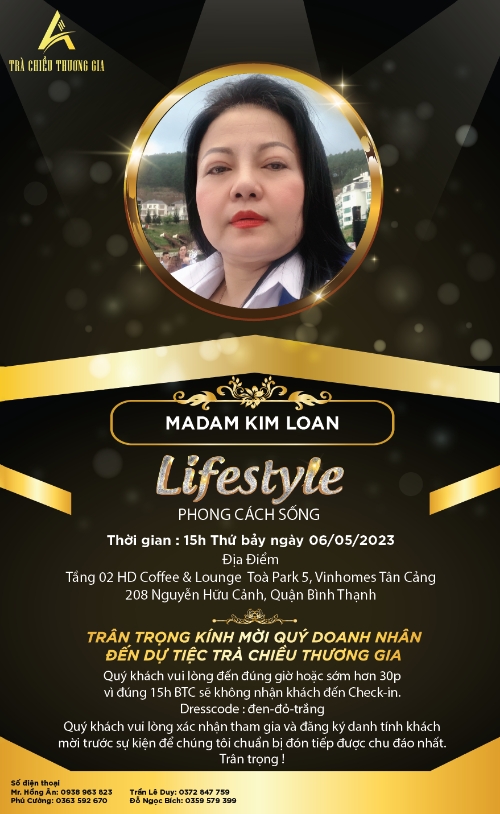 TRÀ CHIỀU THƯƠNG GIA
MADAM KIM LOAN
Lifestyle
PHONG CÁCH SỐNG
Thời gian : 15h Thứ bảy ngày 06/05/2023
Địa Điểm
Tầng 02 HD Coffee & Lounge Toà Park 5, Vinhomes Tân Cảng
208 Nguyễn Hữu Cảnh, Quận Bình Thạnh
TRÂN TRỌNG KÍNH MỜI QUÝ DOANH NHÂN
ĐẾN DỰ TIỆC TRÀ CHIỀU THƯƠNG GIA
Quý khách vui lòng đến đúng giờ hoặc sớm hơn 30p
vì đúng 15h BTC sẽ không nhận khách đến Check-in.
Dresscode : đen-đỏ-trắng
Quý khách vui lòng xác nhận tham gia và đăng ký danh tính khách
mời trước sự kiện để chúng tôi chuẩn bị đón tiếp được chu đáo nhất.
Trân trọng !
Số điện thoại
Mr. Hồng Ân: 0938 963 823 Trần Lê Duy: 0372 847 759
Phú Cường: 0363 592 670 Đỗ Ngọc Bích: 0359 579 399